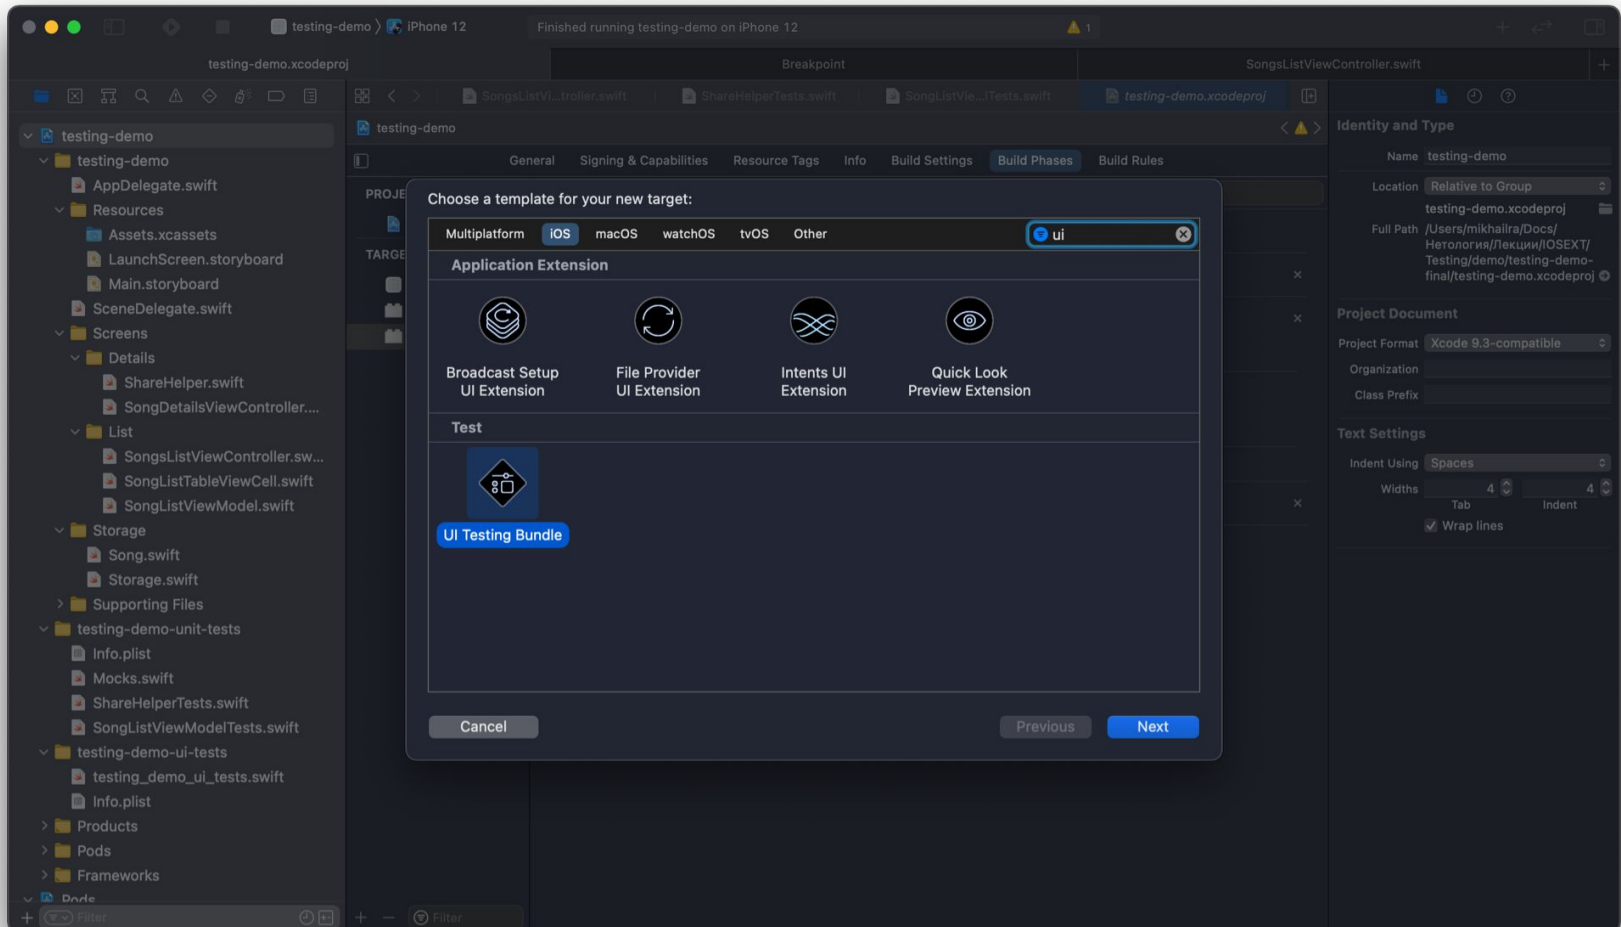 testing-demo iPhone 12
Finished running testing-demo on iPhone 12
1
testing-demo.xcodeproj
Breakpoint
SongsListViewController.swift
SongsListVi...troller.swift
ShareHelperTests.swift
SongListVie...lTests.swift
testing-demo.xcodeproj
testing-demo
General
Signing & Capabilities
Resource Tags
Info
Build Settings
Build Phases
Build Rules
testing-demo
testing-demo
AppDelegate.swift
Resources
Assets.xcassets
LaunchScreen.storyboard
Main.storyboard
SceneDelegate.swift
Screens
Details
ShareHelper.swift
SongDetailsViewController....
List
SongsListViewController.sw...
SongListTableViewCell.swift
SongListViewModel.swift
Storage
Song.swift
Storage.swift
Supporting Files
testing-demo-unit-tests
Info.plist
Mocks.swift
ShareHelperTests.swift
SongListViewModelTests.swift
testing-demo-ui-tests
testing_demo_ui_tests.swift
Info.plist
Products
Pods
Frameworks
Pods
Filter
PROJE
TARGE
Filter
Choose a template for your new target:
Multiplatform
iOS
macOS
watchOS
tvOS
Other
ui
Application Extension
Broadcast Setup
UI Extension
File Provider
UI Extension
Intents UI
Extension
Quick Look
Preview Extension
Test
UI Testing Bundle
Cancel
Previous
Next
Identity and Type
Name testing-demo
Location Relative to Group
testing-demo.xcodeproj
Full Path /Users/mikhailra/Docs/
Нетология/Лекции/IOSEXT/
Testing/demo/testing-demo-
final/testing-demo.xcodeproj
Project Document
Project Format Xcode 9.3-compatible
Organization
Class Prefix
Text Settings
Indent Using Spaces
Widths 4 4
Tab Indent
Wrap lines